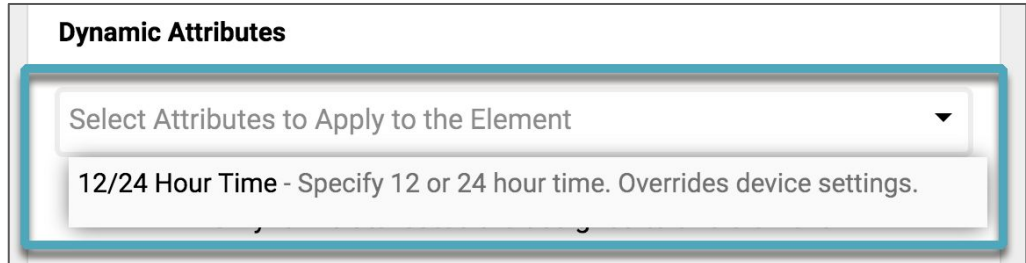 Dynamic Attributes
Select Attributes to Apply to the Element
12/24 Hour Time - Specify 12 or 24 hour time. Overrides device settings.